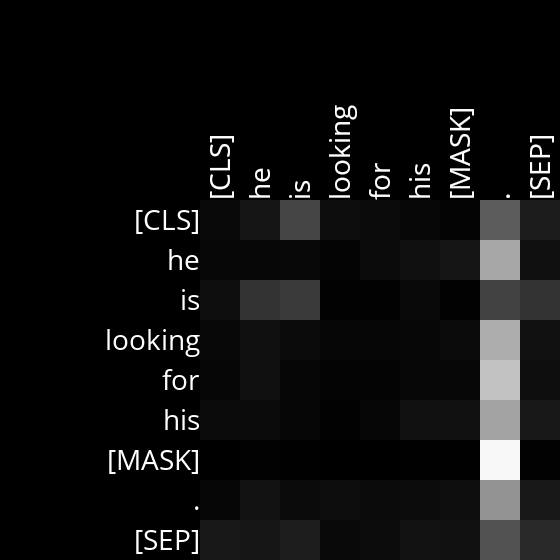 [CLS] he is looking for his [MASK] . [SEP]
[CLS]
he
is
looking
for
his
[MASK]
.
[SEP]